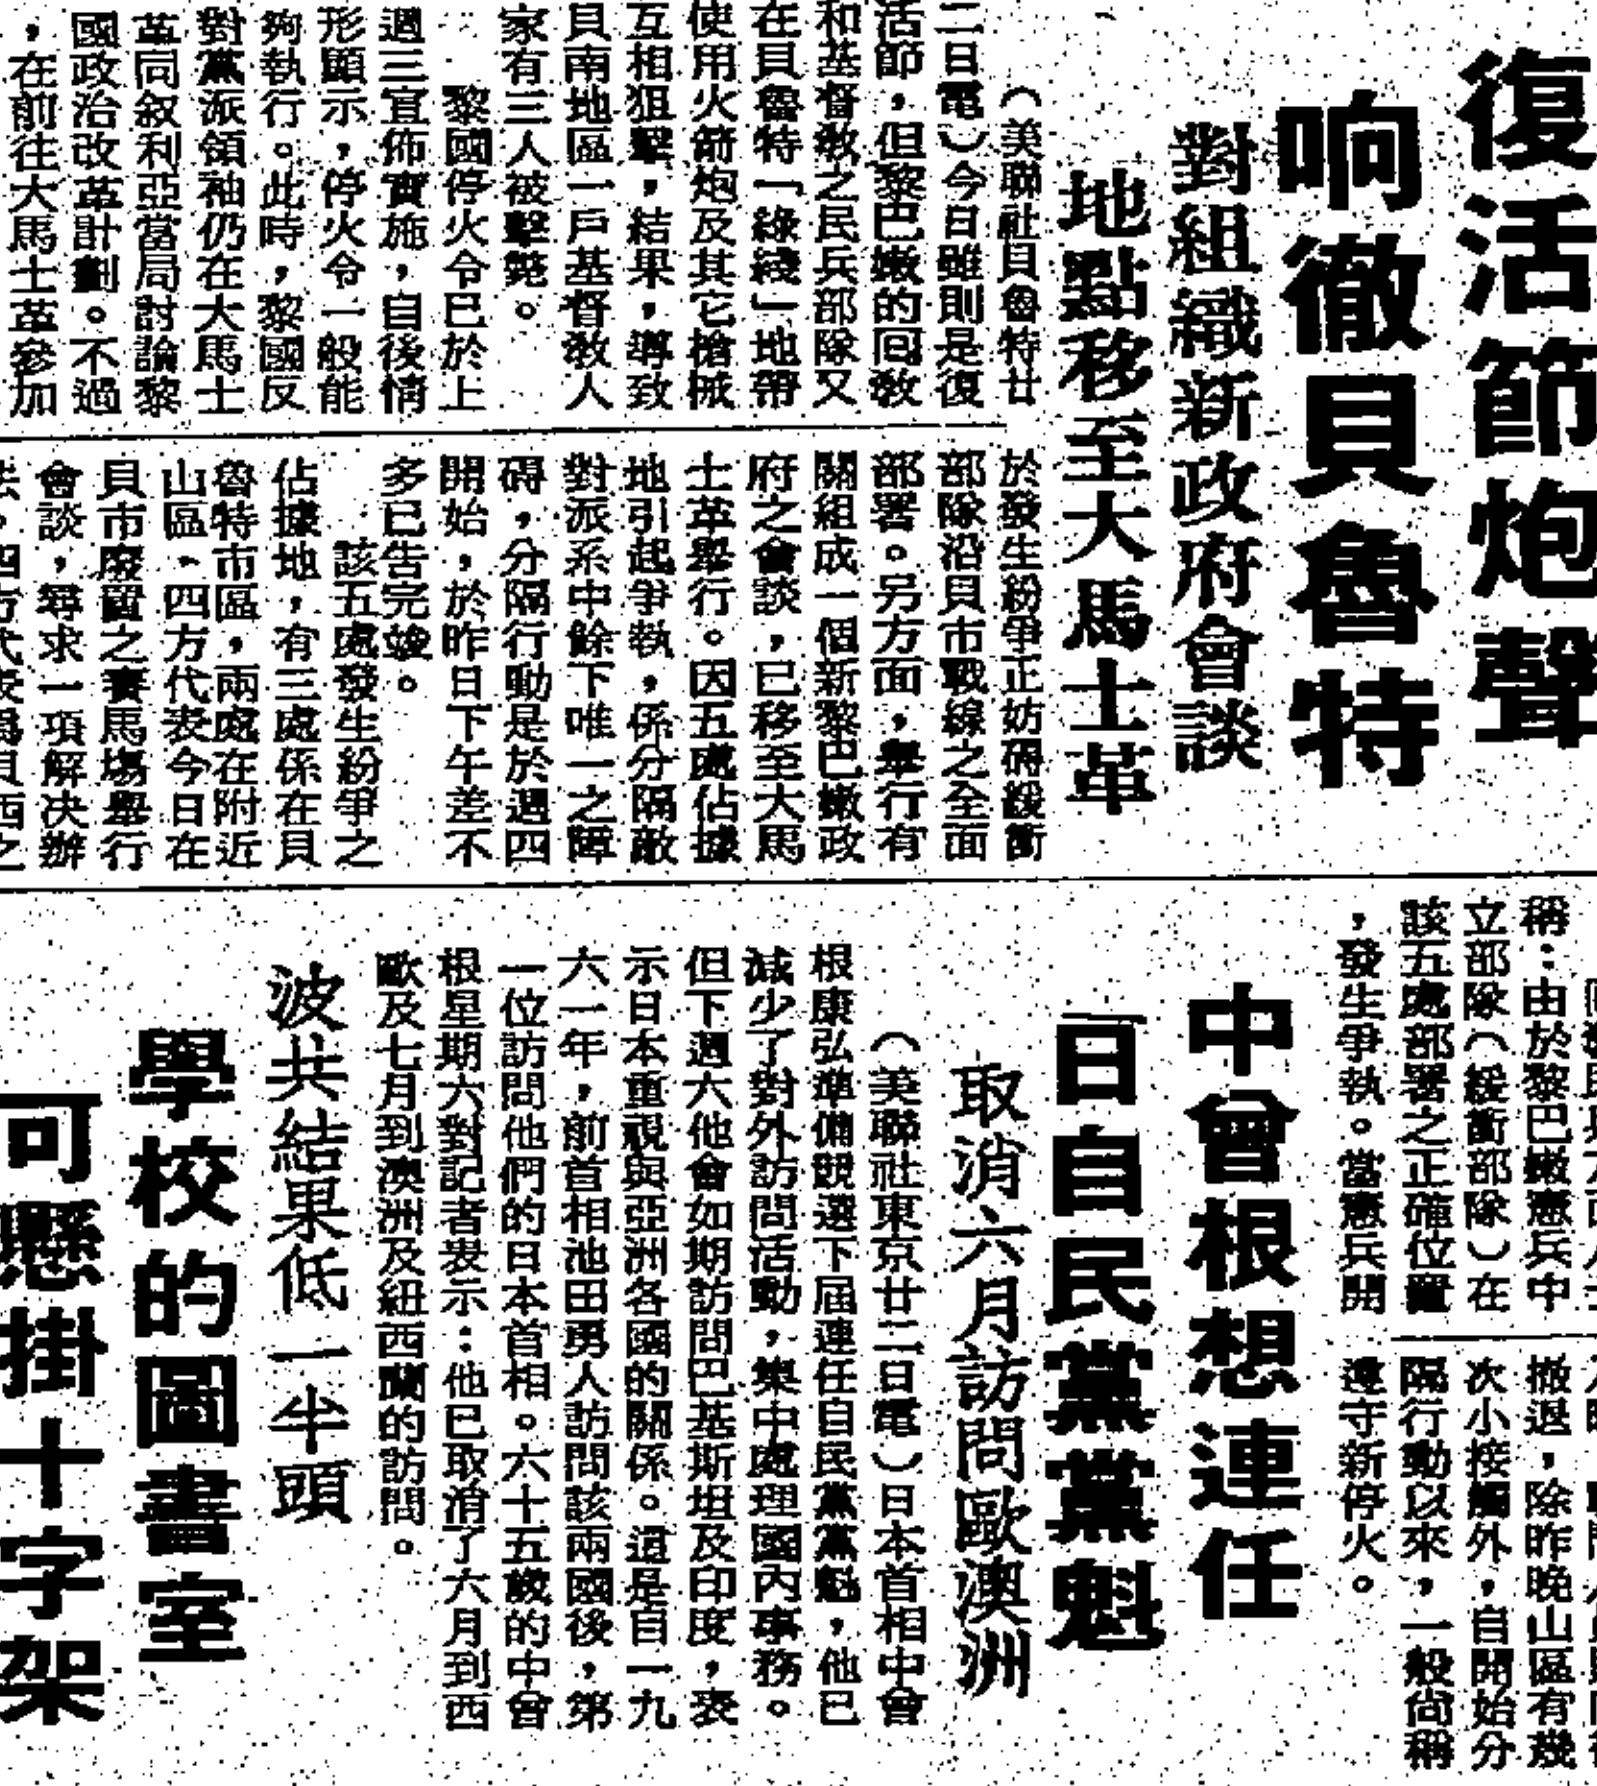 復活節炮聲
响徹貝魯特
對組織新政府會談
地點移至大馬士革
（美聯社貝魯特廿
二日電）今日雖則是復
活節，但黎巴嫩的回敎
和基督敎之民兵部隊又
在貝魯特「綠綫」地帶
使用火箭炮及其它槍械
互相狙擊，結果，導致
貝南地區一戶基督敎人
家有三人被擊斃。
黎國停火令已於上
週三宣佈實施，自後情
形顯示，停火令一般能
夠執行。此時，黎國反
對黨派領袖仍在大馬士
革同叙利亞當局討論黎
國政治改革計劃。不過
，在前往大馬士革參加
於發生紛爭正妨碍緩衝
部隊沿貝市戰線之全面
部署。另方面，舉行有
關組成一個新黎巴嫩政
府之會談，已移至大馬
士革舉行。因五處佔據
地引起爭執，係分隔敵
對派系中餘下唯一之障
碍，分隔行動是於週四
開始，於昨日下午差不
多已告完竣。
該五處發生紛爭之
佔據地，有三處係在貝
魯特市區，兩處在附近
山區。四方代表今日在
貝市廢置之賽馬塲舉行
會談，尋求一項解決辦
法。四方代表爲貝西之
稱：由於黎巴嫩憲兵中
立部隊（緩衝部隊）在
該五處部署之正確位置
，發生爭執。當憲兵開
撤退，除昨晚山區有幾
次小接觸外，自開始分
隔行動以來，一般尚稱
遵守新停火。
中曾根想連任
日自民黨黨魁
取消六月訪問歐澳洲
（美聯社東京廿二日電）日本首相中曾
根康弘準備競選下屆連任自民黨黨魁，他已
减少了對外訪問活動，集中處理國內事務。
但下週六他會如期訪問巴基斯坦及印度，表
示日本重視與亞洲各國的關係。這是自一九
六一年，前首相池田勇人訪問該兩國後，第
一位訪問他們的日本首相。六十五歲的中曾
根星期六對記者表示：他已取消了六月到西
歐及七月到澳洲及紐西蘭的訪問。
波共結果低一半頭
學校的圖書室
可懸掛十字架